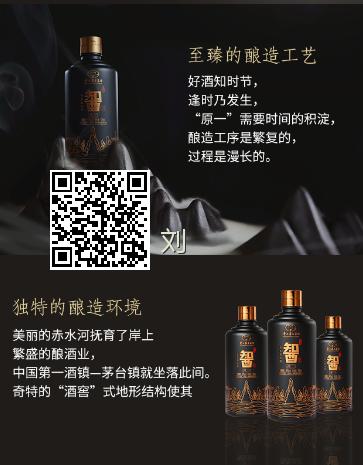 至臻的酿造工艺
好酒知时节，
逢时乃发生，
“原一”需要时间的积淀，
酿造工序是繁复的，
过程是漫长的。
智
刘
独特的酿造环境
美丽的赤水河抚育了岸上
繁盛的酿酒业，
中国第一酒镇—茅台镇就坐落此间。
奇特的“酒窖”式地形结构使其
智